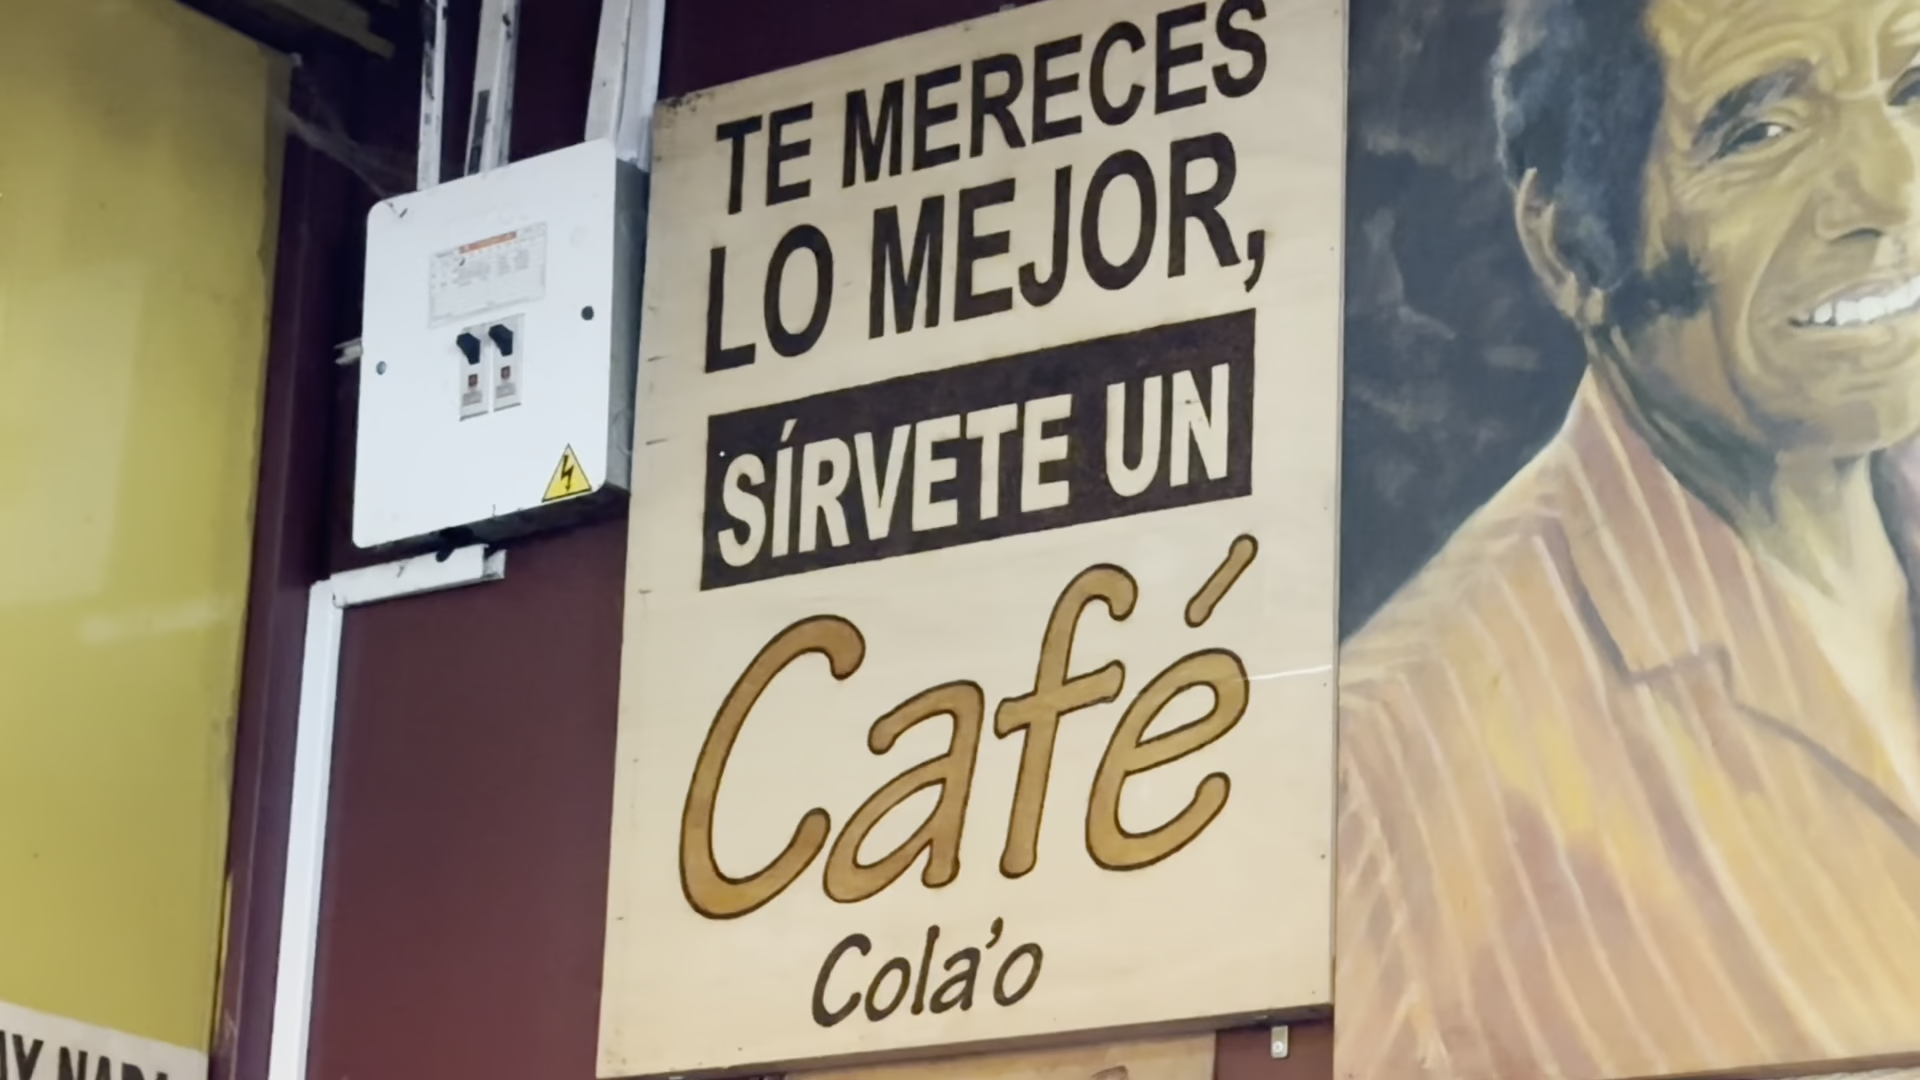 TE MERECES
LO MEJOR,
SÍRVETE UN
Café
Cola'o